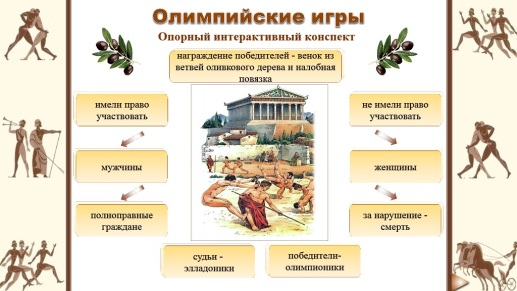 Олимпийские игры
Опорный интерактивный конспект
награждение победителей - венок из
ветвей оливкового дерева и налобная
повязка
имели право
участвовать
не имели право
участвовать
мужчины
женщины
полноправные
граждане
за нарушение -
смерть
судьи -
элладоники
победители-
олимпионики